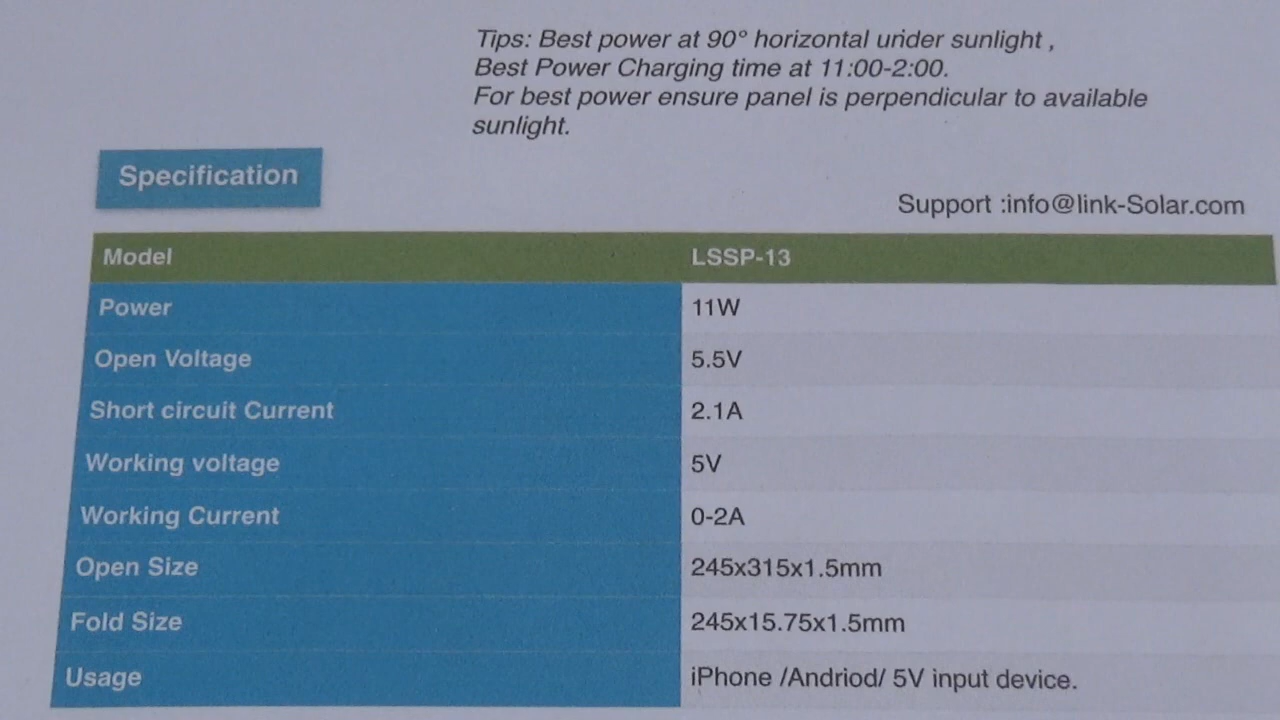 Tips: Best power at 90° horizontal under sunlight ,
Best Power Charging time at 11:00-2:00.
For best power ensure panel is perpendicular to available
sunlight.
Specification
Support :info@link-Solar.com
Model LSSP-13
Power 11W
Open Voltage 5.5V
Short circuit Current 2.1A
Working voltage 5V
Working Current 0-2A
Open Size 245x315x1.5mm
Fold Size 245x15.75x1.5mm
Usage iPhone /Andriod/ 5V input device.